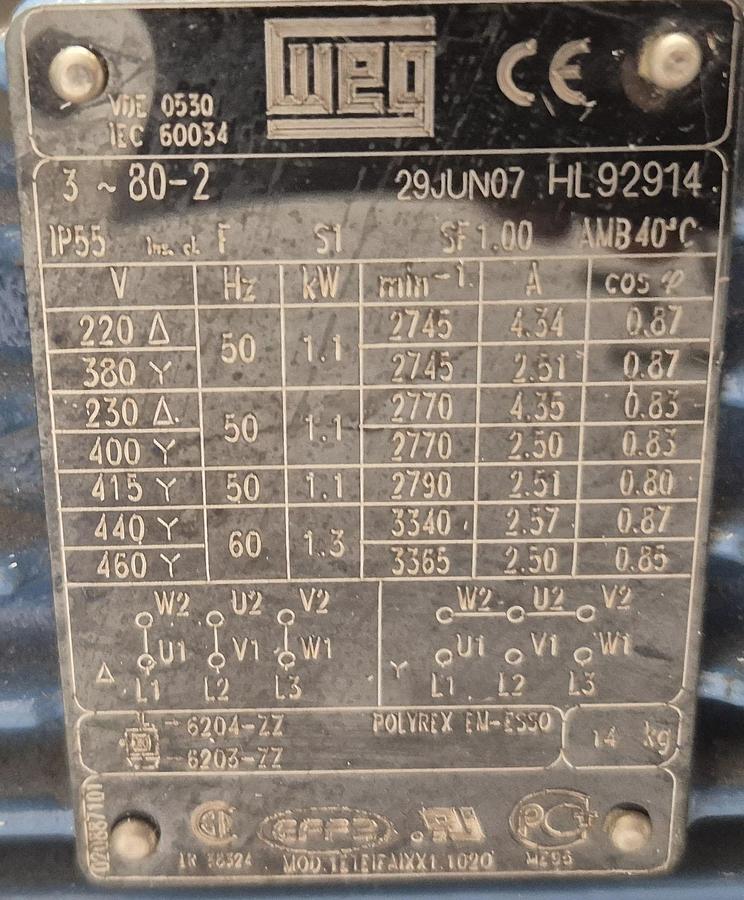 WEG CE
VDE 0530
IEC 60034
3 ~ 80-2 29JUN07 HL92914
IP55 Ins. cl. F S1 SF 1.00 AMB 40°C
V Hz kW min⁻¹ A cos φ
220 Δ 50 1.1 2745 4.34 0.87
380 Y 2745 2.51 0.87
230 Δ 50 1.1 2770 4.35 0.83
400 Y 2770 2.50 0.83
415 Y 50 1.1 2790 2.51 0.80
440 Y 60 1.3 3340 2.57 0.87
460 Y 3365 2.50 0.85
W2 U2 V2 W2 U2 V2
U1 V1 W1 U1 V1 W1
Δ L1 L2 L3 Y L1 L2 L3
6204-ZZ POLYREX EM-ESSO 14 kg
6203-ZZ
EFF2
LR 38324